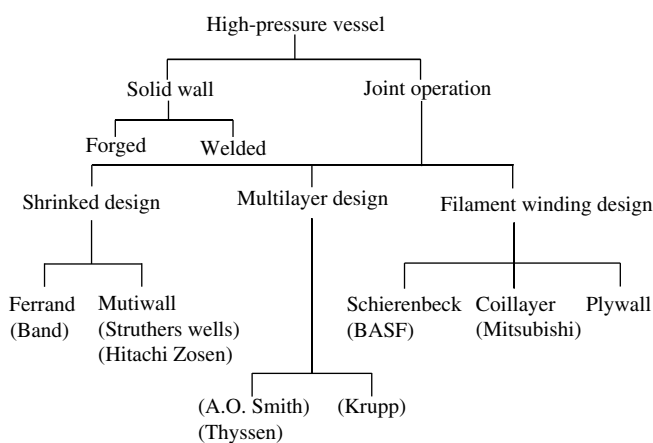 High-pressure vessel
Solid wall
Joint operation
Forged
Welded
Shrinked design
Multilayer design
Filament winding design
Ferrand
(Band)
Mutiwall
(Struthers wells)
(Hitachi Zosen)
Schierenbeck
(BASF)
Coillayer
(Mitsubishi)
Plywall
(A.O. Smith)
(Thyssen)
(Krupp)